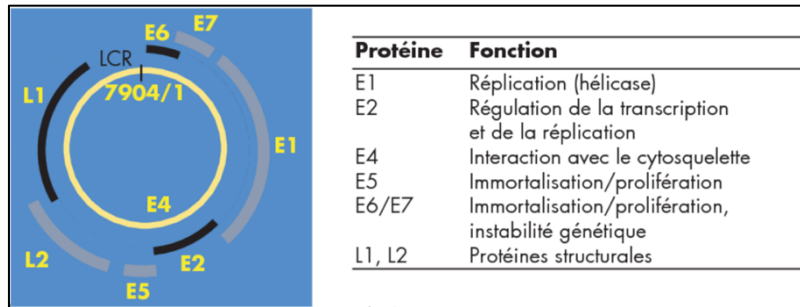 E6
E7
LCR
7904/1
L1
E1
E4
L2
E2
E5
Protéine Fonction
E1 Réplication (hélicase)
E2 Régulation de la transcription
et de la réplication
E4 Interaction avec le cytosquelette
E5 Immortalisation/prolifération
E6/E7 Immortalisation/prolifération,
instabilité génétique
L1, L2 Protéines structurales